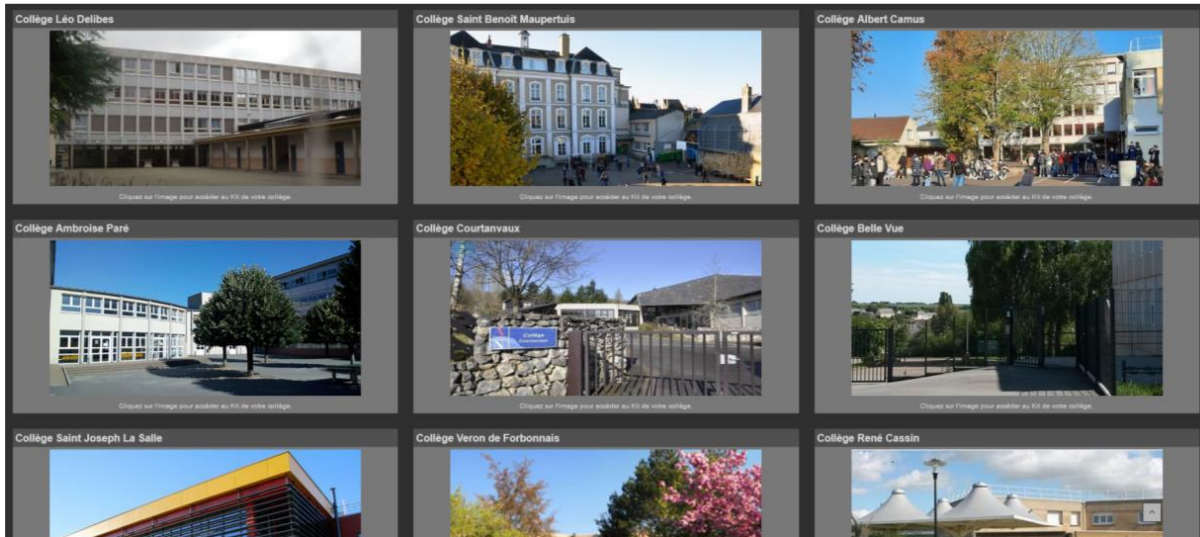 Collège Léo Delibes
Collège Saint Benoit Maupertuis
Collège Albert Camus
Cliquez sur l'image pour accéder au Kit de votre collège.
Cliquez sur l'image pour accéder au Kit de votre collège.
Cliquez sur l'image pour accéder au Kit de votre collège.
Collège Ambroise Paré
Collège Courtanvaux
Collège Belle Vue
Collège
Courtanvaux
Cliquez sur l'image pour accéder au Kit de votre collège.
Cliquez sur l'image pour accéder au Kit de votre collège.
Cliquez sur l'image pour accéder au Kit de votre collège.
Collège Saint Joseph La Salle
Collège Veron de Forbonnais
Collège René Cassin